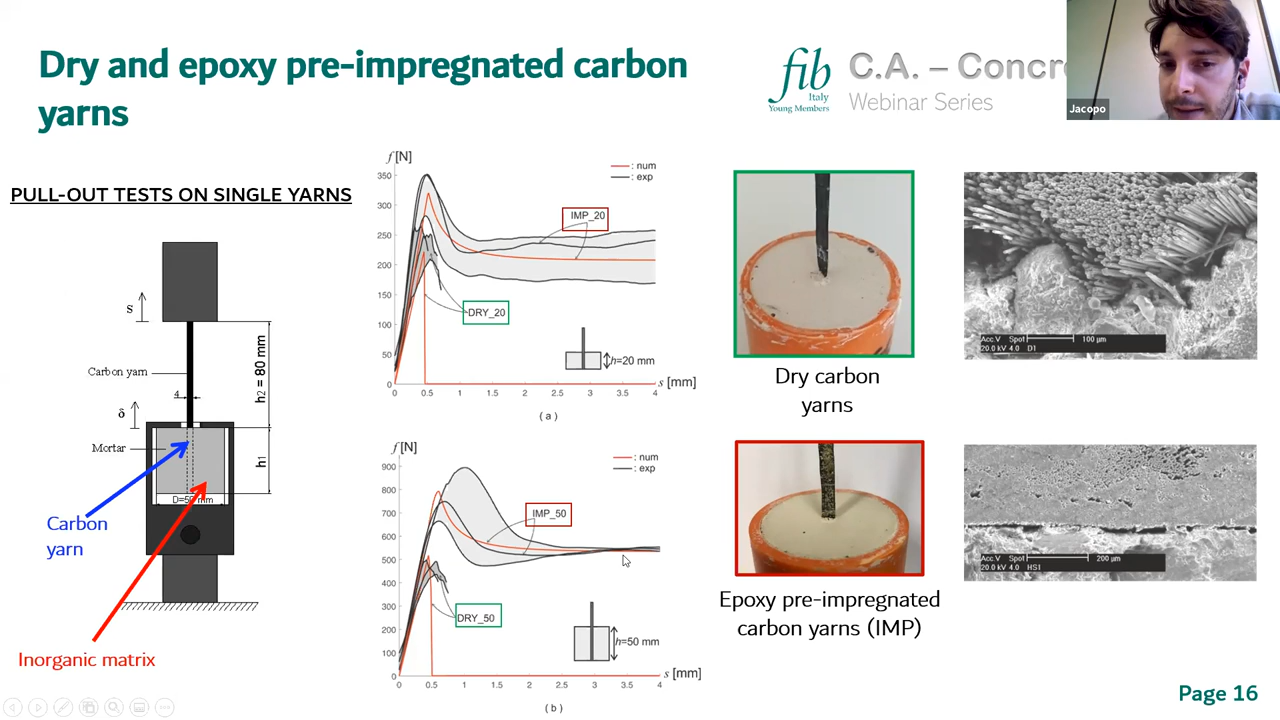 Dry and epoxy pre-impregnated carbon
yarns
fib
Italy
Young Members
C.A. – Concre
Webinar Series
Jacopo
PULL-OUT TESTS ON SINGLE YARNS
s
Carbon yarn
4
h2 = 80 mm
δ
Mortar
h1
D=50 mm
Carbon
yarn
Inorganic matrix
f [N]
: num
: exp
350
300
250
200
150
100
50
0
IMP_20
DRY_20
h=20 mm
0 0.5 1 1.5 2 2.5 3 3.5 4
s [mm]
( a )
f [N]
: num
: exp
900
800
700
600
500
400
300
200
100
0
IMP_50
DRY_50
h=50 mm
0 0.5 1 1.5 2 2.5 3 3.5 4
s [mm]
( b )
Dry carbon
yarns
Acc.V Spot 100 µm
20.0 kV 4.0 D1
Epoxy pre-impregnated
carbon yarns (IMP)
Acc.V Spot 200 µm
20.0 kV 4.0 HS1
Page 16